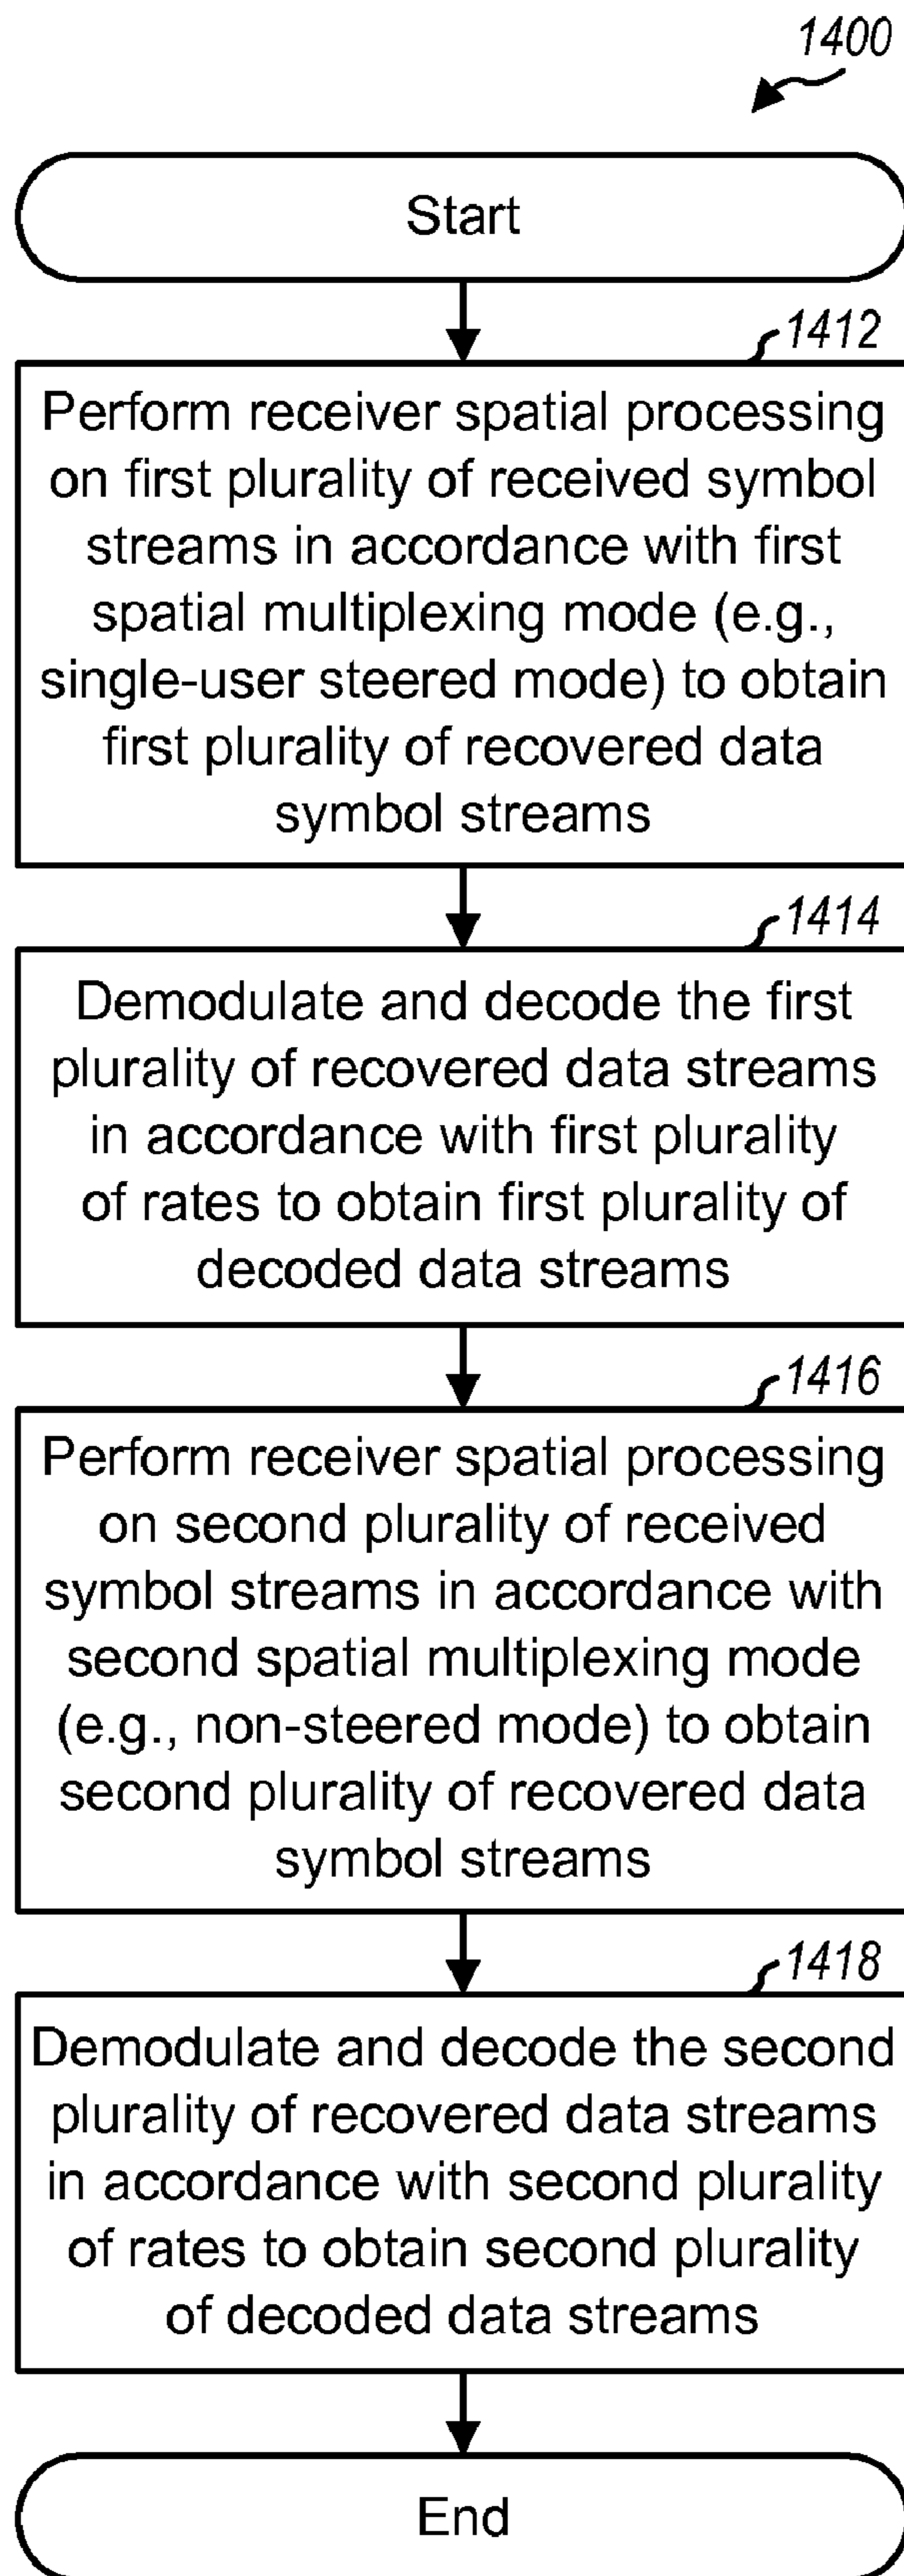 1400
Start
1412
Perform receiver spatial processing
on first plurality of received symbol
streams in accordance with first
spatial multiplexing mode (e.g.,
single-user steered mode) to obtain
first plurality of recovered data
symbol streams
1414
Demodulate and decode the first
plurality of recovered data streams
in accordance with first plurality
of rates to obtain first plurality of
decoded data streams
1416
Perform receiver spatial processing
on second plurality of received
symbol streams in accordance with
second spatial multiplexing mode
(e.g., non-steered mode) to obtain
second plurality of recovered data
symbol streams
1418
Demodulate and decode the second
plurality of recovered data streams
in accordance with second plurality
of rates to obtain second plurality
of decoded data streams
End